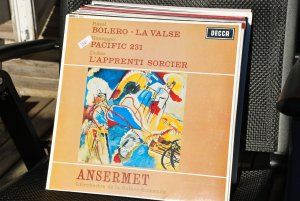 Ravel
BOLERO · LA VALSE
DECCA
Honegger
PACIFIC 231
Dukas
L'APPRENTI SORCIER
ANSERMET
L'Orchestre de la Suisse Romande